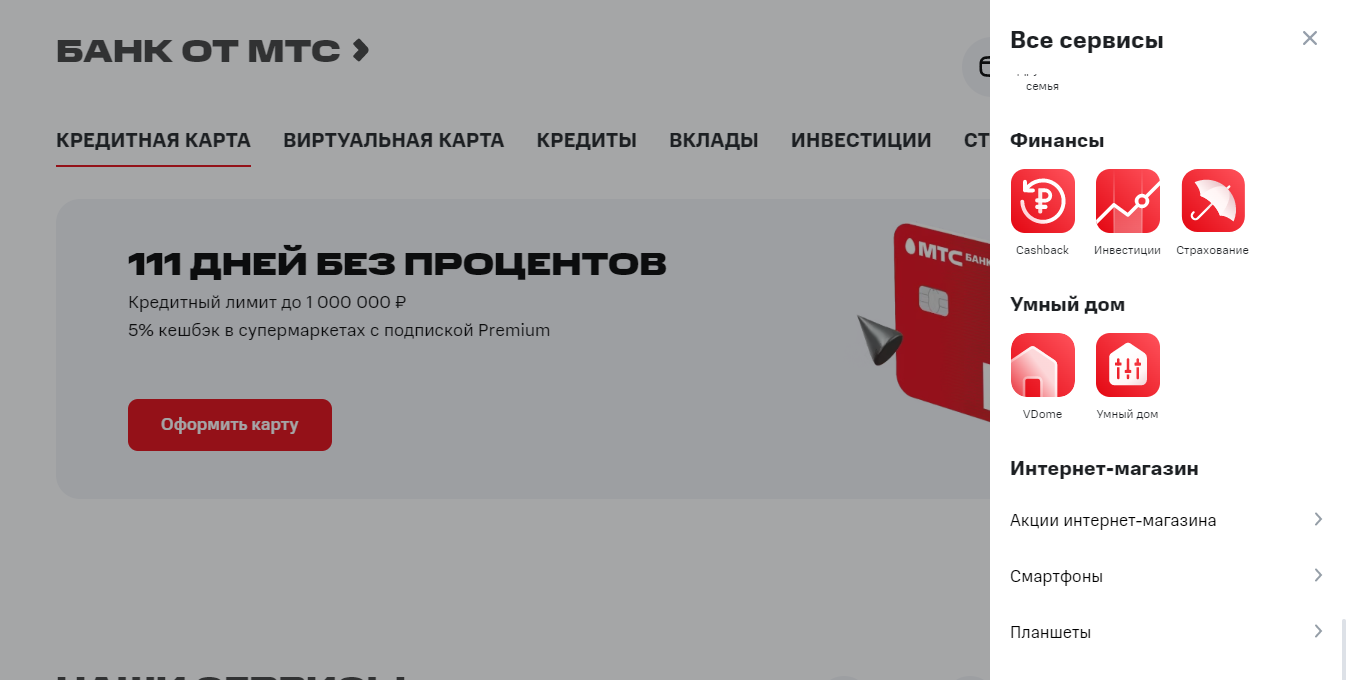 БАНК ОТ МТС
КРЕДИТНАЯ КАРТА ВИРТУАЛЬНАЯ КАРТА КРЕДИТЫ ВКЛАДЫ ИНВЕСТИЦИИ СТ
111 ДНЕЙ БЕЗ ПРОЦЕНТОВ
Кредитный лимит до 1 000 000 ₽
5% кешбэк в супермаркетах с подпиской Premium
Оформить карту
МТС БАНК
НАШИ СЕРВИСЫ
Все сервисы
семья
Финансы
Cashback Инвестиции Страхование
Умный дом
VDome Умный дом
Интернет-магазин
Акции интернет-магазина
Смартфоны
Планшеты